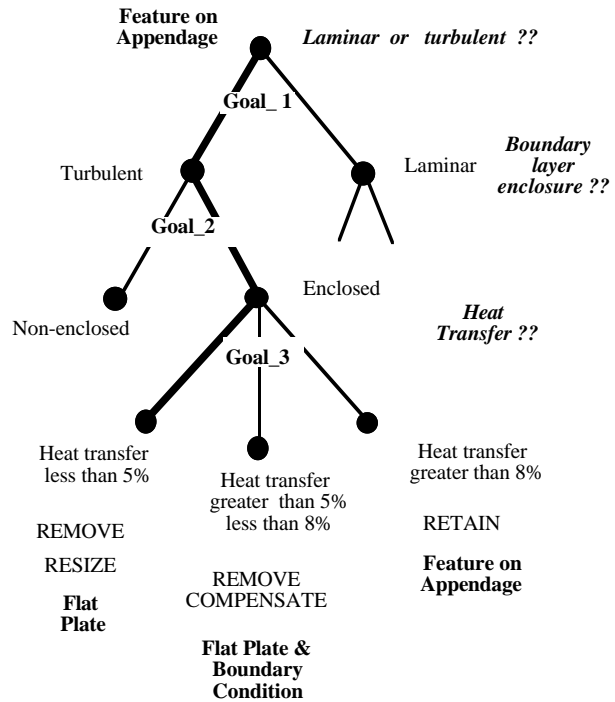 Feature on
Appendage
Laminar or turbulent ??
Goal_ 1
Turbulent
Laminar
Boundary
layer
enclosure ??
Goal_2
Non-enclosed
Enclosed
Heat
Transfer ??
Goal_3
Heat transfer
less than 5%
Heat transfer
greater than 5%
less than 8%
Heat transfer
greater than 8%
REMOVE
RESIZE
Flat
Plate
REMOVE
COMPENSATE
Flat Plate &
Boundary
Condition
RETAIN
Feature on
Appendage